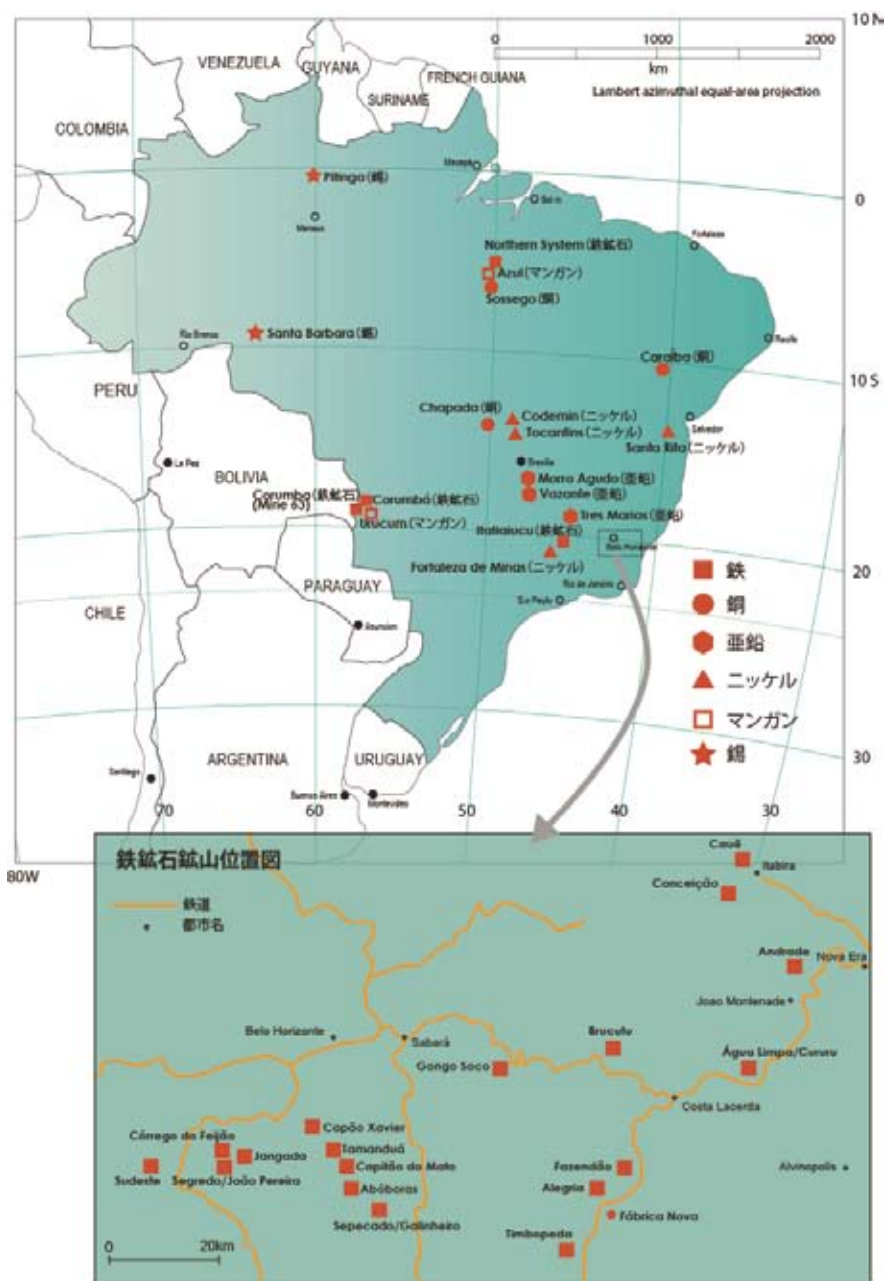 10 N
0
1000
2000
km
Lambert azimuthal equal-area projection
VENEZUELA
GUYANA
SURINAME
FRENCH GUIANA
COLOMBIA
Macapá
Pitinga(錫)
Belém
0
Manaus
Fortaleza
Northern System(鉄鉱石)
Azul(マンガン)
Sossego(銅)
Santa Barbara(錫)
Rio Branco
Recife
PERU
Caraíba(銅)
10 S
Chapada(銅)
Codemin(ニッケル)
Tocantins(ニッケル)
Salvador
Santa Rita(ニッケル)
La Paz
Brasilia
BOLIVIA
Morro Agudo(亜鉛)
Corumba(鉄鉱石)
(Mine 63)
Corumbá(鉄鉱石)
Vazante(亜鉛)
Urucum(マンガン)
Tres Marias(亜鉛)
Itatiaiucu(鉄鉱石)
Belo Horizonte
Fortaleza de Minas(ニッケル)
鉄
20
PARAGUAY
Rio de Janeiro
Sao Paulo
CHILE
銅
Asuncion
亜鉛
ニッケル
マンガン
ARGENTINA
URUGUAY
錫
30
Santiago
Buenos Aires
Montevideo
70
60
50
40
30
80W
鉄鉱石鉱山位置図
鉄道
都市名
Cauê
Itabira
Conceição
Andrade
Nova Era
Joao Montenade
Belo Horizonte
Sabará
Brucutu
Gongo Soco
Água Limpa/Cururu
Costa Lacerda
Capão Xavier
Córrego do Feijão
Jangada
Tamanduá
Capitão do Mato
Fazendão
Alvinopolis
Sudeste
Segredo/João Pereira
Abóboras
Alegria
Sepecado/Galinheiro
Fábrica Nova
Timbopeda
0
20km